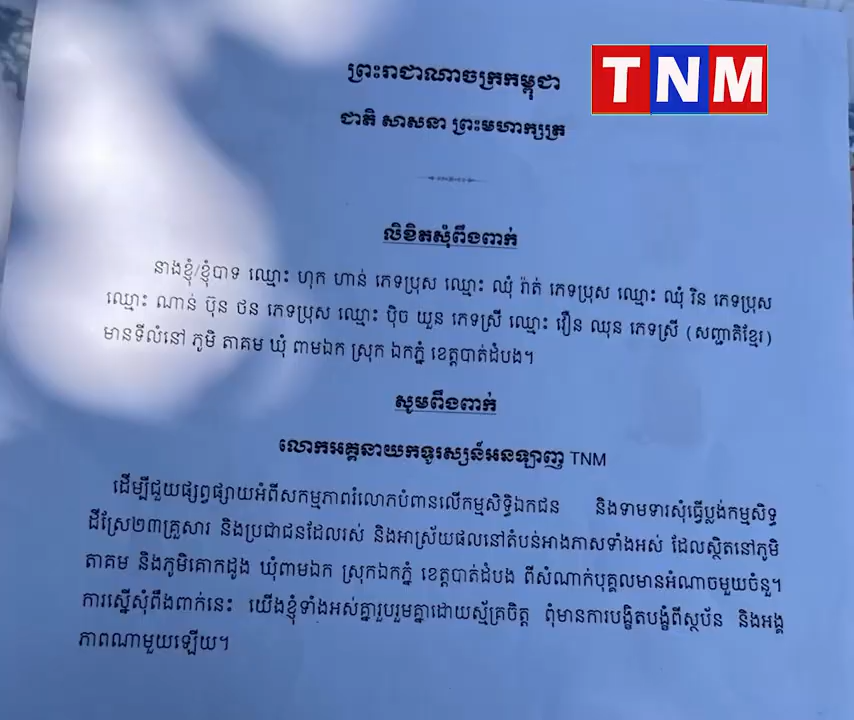 TNM
ព្រះរាជាណាចក្រកម្ពុជា
ជាតិ សាសនា ព្រះមហាក្សត្រ
លិខិតសុំពឹងពាក់
នាងខ្ញុំ/ខ្ញុំបាទ ឈ្មោះ ហុក ហាន់ ភេទប្រុស ឈ្មោះ ឈុំ រ៉ាត់ ភេទប្រុស ឈ្មោះ ឈុំ រិន ភេទប្រុស
ឈ្មោះ ណាន់ ប៊ុន ថន ភេទប្រុស ឈ្មោះ ប៉ិច យួន ភេទស្រី ឈ្មោះ វឿន ឈុន ភេទស្រី (សញ្ជាតិខ្មែរ)
មានទីលំនៅ ភូមិ តាគម ឃុំ ពាមឯក ស្រុក ឯកភ្នំ ខេត្តបាត់ដំបង។
សូមពឹងពាក់
លោកអគ្គនាយកទូរស្សន៍អនឡាញ TNM
ដើម្បីជួយផ្សព្វផ្សាយអំពីសកម្មភាពរំលោភបំពានលើកម្មសិទ្ធិឯកជន និងទាមទារសុំធ្វើប្លង់កម្មសិទ្ធ
ដីស្រែ២៣គ្រួសារ និងប្រជាជនដែលរស់ និងអាស្រ័យផលនៅតំបន់អាងភាសទាំងអស់ ដែលស្ថិតនៅភូមិ
តាគម និងភូមិគោកដូង ឃុំពាមឯក ស្រុកឯកភ្នំ ខេត្តបាត់ដំបង ពីសំណាក់បុគ្គលមានអំណាចមួយចំនួ។
ការស្នើសុំពឹងពាក់នេះ យើងខ្ញុំទាំងអស់គ្នារួបរួមគ្នាដោយស្ម័គ្រចិត្ត ពុំមានការបង្ខិតបង្ខំពីស្ថប័ន និងអង្គ
ភាពណាមួយឡើយ។